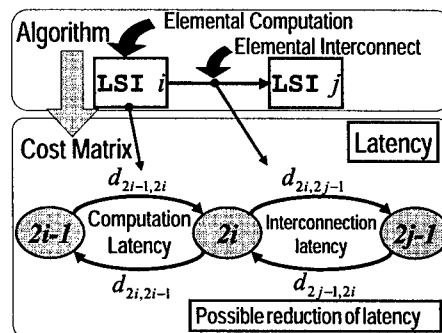 Elemental Computation
Algorithm
Elemental Interconnect
LSI i
LSI j
Cost Matrix
Latency
d2i-1,2i
d2i,2j-1
2i-1
Computation Latency
2i
Interconnection latency
2j-1
d2i,2i-1
d2j-1,2i
Possible reduction of latency